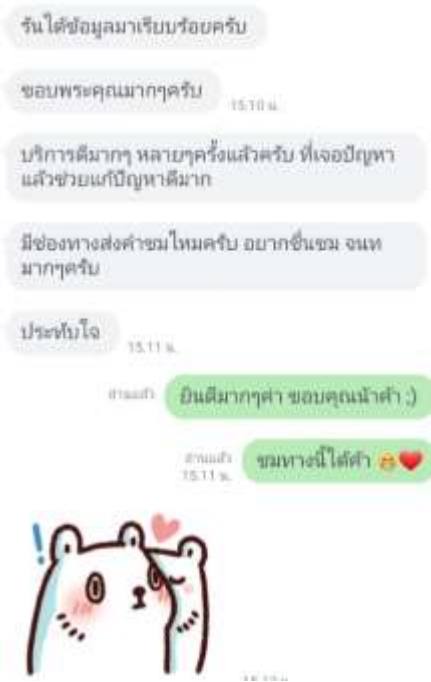 รันได้ข้อมูลมาเรียบร้อยครับ
ขอบพระคุณมากๆครับ
15.10 น.
บริการดีมากๆ หลายๆครั้งแล้วครับ ที่เจอปัญหา
แล้วช่วยแก้ปัญหาดีมาก
มีช่องทางส่งคำชมไหมครับ อยากชื่นชม จนท
มากๆครับ
ประทับใจ
15.11 น.
อ่านแล้ว
ยินดีมากๆค่า ขอบคุณน้าค้า ;)
อ่านแล้ว
15.11 น.
ชมทางนี้ได้ค้า 🤭❤️